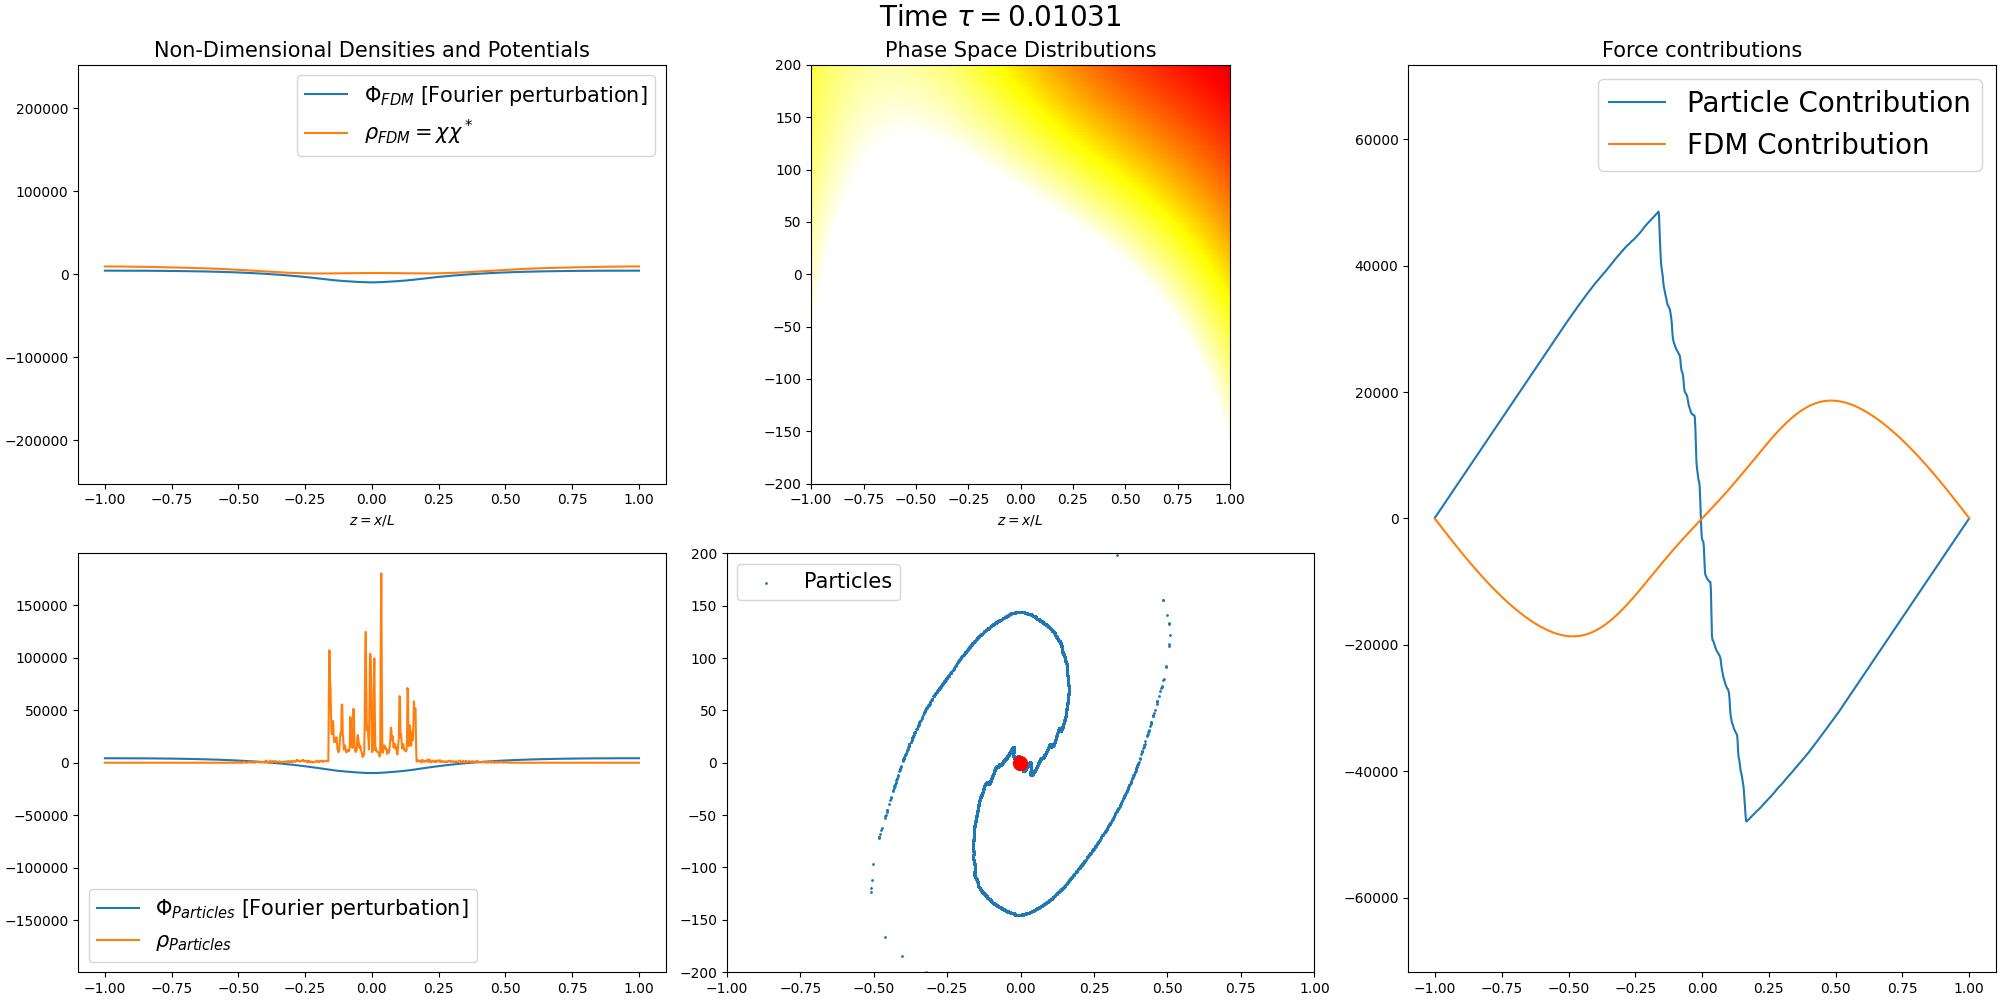 Time τ = 0.01031
Non-Dimensional Densities and Potentials
Φ_FDM [Fourier perturbation]
ρ_FDM = χχ*
200000
100000
0
−100000
−200000
−1.00 −0.75 −0.50 −0.25 0.00 0.25 0.50 0.75 1.00
z = x/L
Phase Space Distributions
200
150
100
50
0
−50
−100
−150
−200
−1.00 −0.75 −0.50 −0.25 0.00 0.25 0.50 0.75 1.00
z = x/L
Force contributions
Particle Contribution
FDM Contribution
60000
40000
20000
0
−20000
−40000
−60000
−1.00 −0.75 −0.50 −0.25 0.00 0.25 0.50 0.75 1.00
150000
100000
50000
0
−50000
−100000
−150000
Φ_Particles [Fourier perturbation]
ρ_Particles
−1.00 −0.75 −0.50 −0.25 0.00 0.25 0.50 0.75 1.00
Particles
200
150
100
50
0
−50
−100
−150
−200
−1.00 −0.75 −0.50 −0.25 0.00 0.25 0.50 0.75 1.00